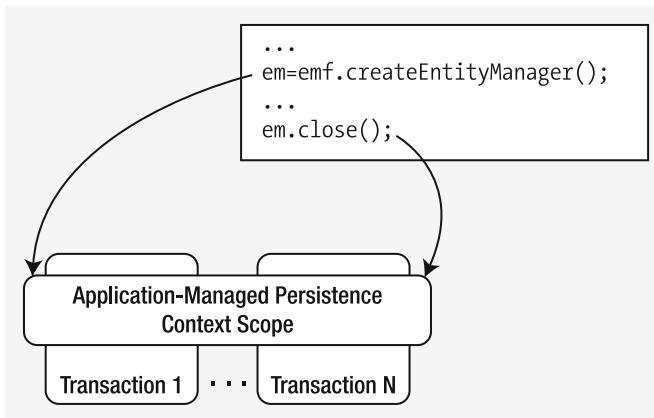 ...
em=emf.createEntityManager();
...
em.close();
Application-Managed Persistence
Context Scope
Transaction 1 ... Transaction N